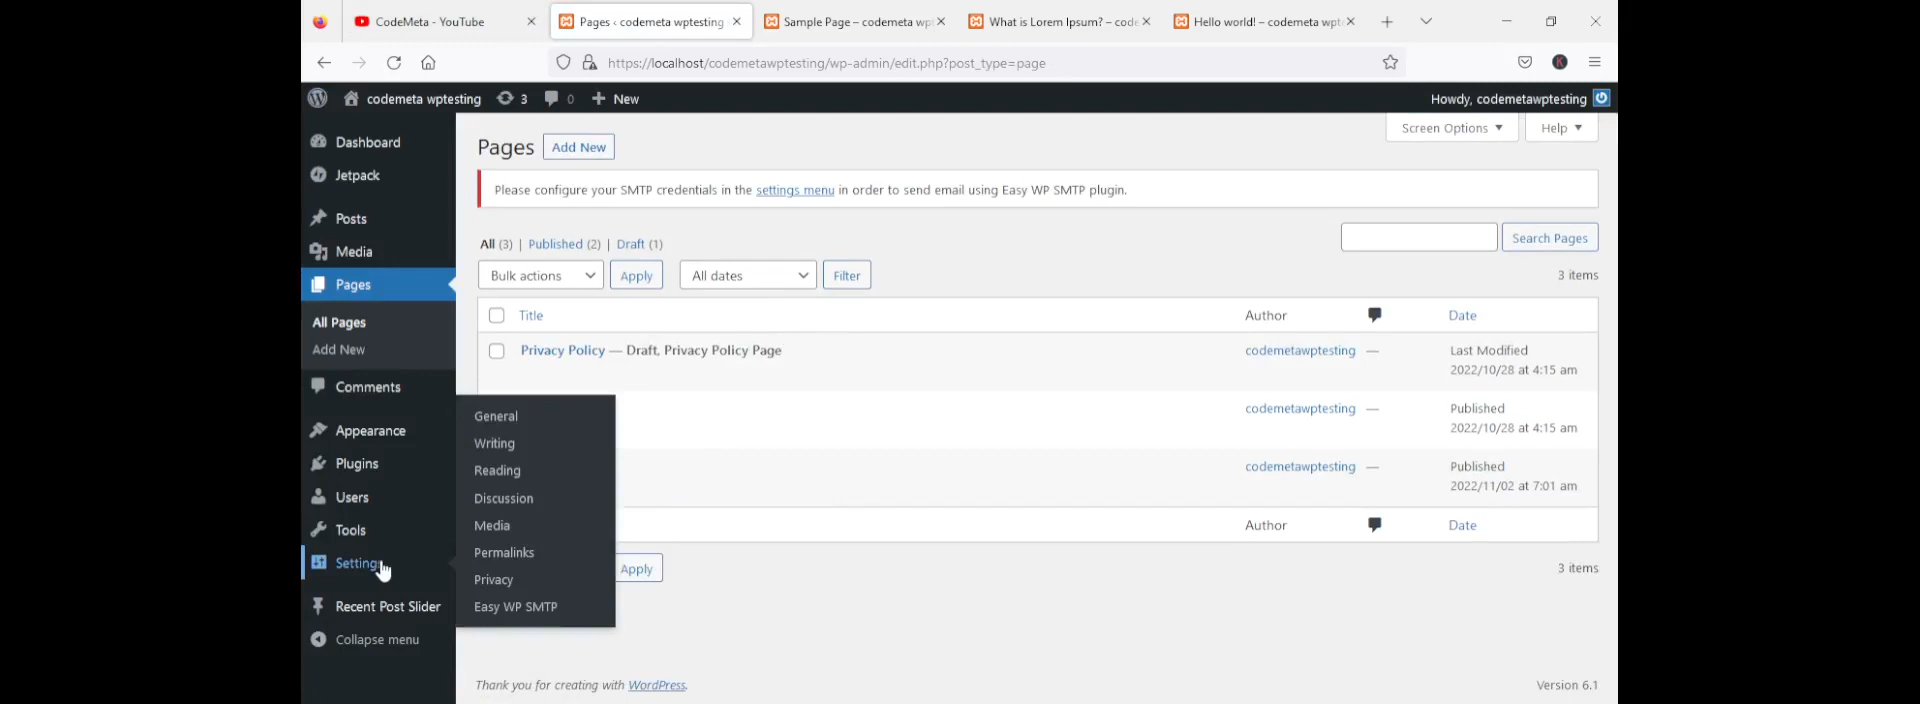 CodeMeta - YouTube
Pages ‹ codemeta wptesting
Sample Page – codemeta wp
What is Lorem Ipsum? – code
Hello world! – codemeta wpt
https://localhost/codemetawptesting/wp-admin/edit.php?post_type=page
K
codemeta wptesting 3 0 + New
Howdy, codemetawptesting
Dashboard
Jetpack
Posts
Media
Pages
All Pages
Add New
Comments
Appearance
Plugins
Users
Tools
Settings
Recent Post Slider
Collapse menu
General
Writing
Reading
Discussion
Media
Permalinks
Privacy
Easy WP SMTP
Screen Options ▼
Help ▼
Pages Add New
Please configure your SMTP credentials in the settings menu in order to send email using Easy WP SMTP plugin.
All (3) | Published (2) | Draft (1)
Search Pages
Bulk actions Apply All dates Filter
3 items
Title Author Date
Privacy Policy — Draft, Privacy Policy Page codemetawptesting — Last Modified
2022/10/28 at 4:15 am
codemetawptesting — Published
2022/10/28 at 4:15 am
codemetawptesting — Published
2022/11/02 at 7:01 am
Author Date
Apply
3 items
Thank you for creating with WordPress.
Version 6.1